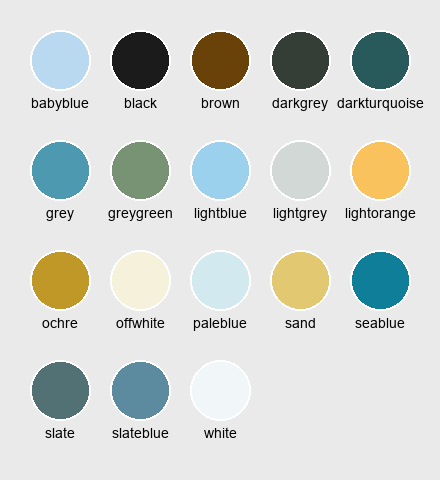 babyblue black brown darkgrey darkturquoise
grey greygreen lightblue lightgrey lightorange
ochre offwhite paleblue sand seablue
slate slateblue white